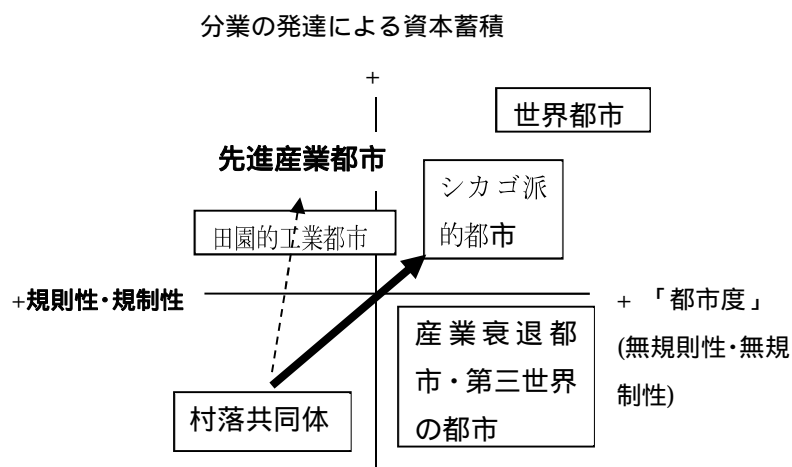 分業の発達による資本蓄積
+
世界都市
先進産業都市
シカゴ派
的都市
田園的工業都市
+規則性・規制性
+ 「都市度」
(無規則性・無規
制性)
産業衰退都
市・第三世界
の都市
村落共同体